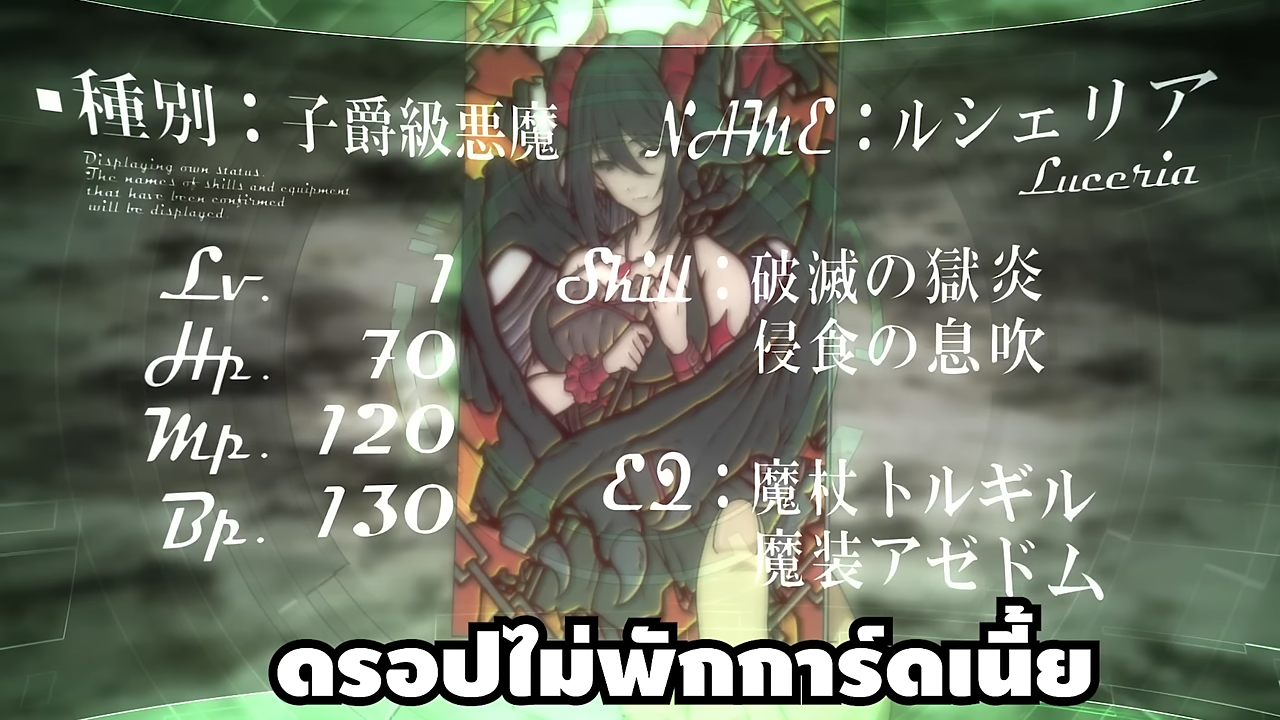 種別：子爵級悪魔
NAME：ルシェリア
Luceria
Displaying own status.
The names of skills and equipment
that have been confirmed
will be displayed.
Lv. 1
Hp. 70
Mp. 120
Bp. 130
Skill：破滅の獄炎
侵食の息吹
EQ：魔杖トルギル
魔装アゼドム
ดรอปไม่พักการ์ดเนี้ย